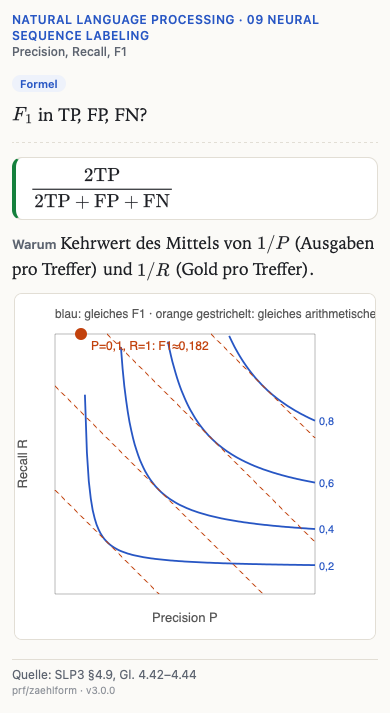 NATURAL LANGUAGE PROCESSING · 09 NEURAL
SEQUENCE LABELING
Precision, Recall, F1
Formel
F₁ in TP, FP, FN?
2TP
2TP + FP + FN
Warum Kehrwert des Mittels von 1/P (Ausgaben
pro Treffer) und 1/R (Gold pro Treffer).
blau: gleiches F1 · orange gestrichelt: gleiches arithmetische
P=0,1, R=1: F1≈0,182
Recall R
0,8
0,6
0,4
0,2
Precision P
Quelle: SLP3 §4.9, Gl. 4.42–4.44
prf/zaehlform · v3.0.0